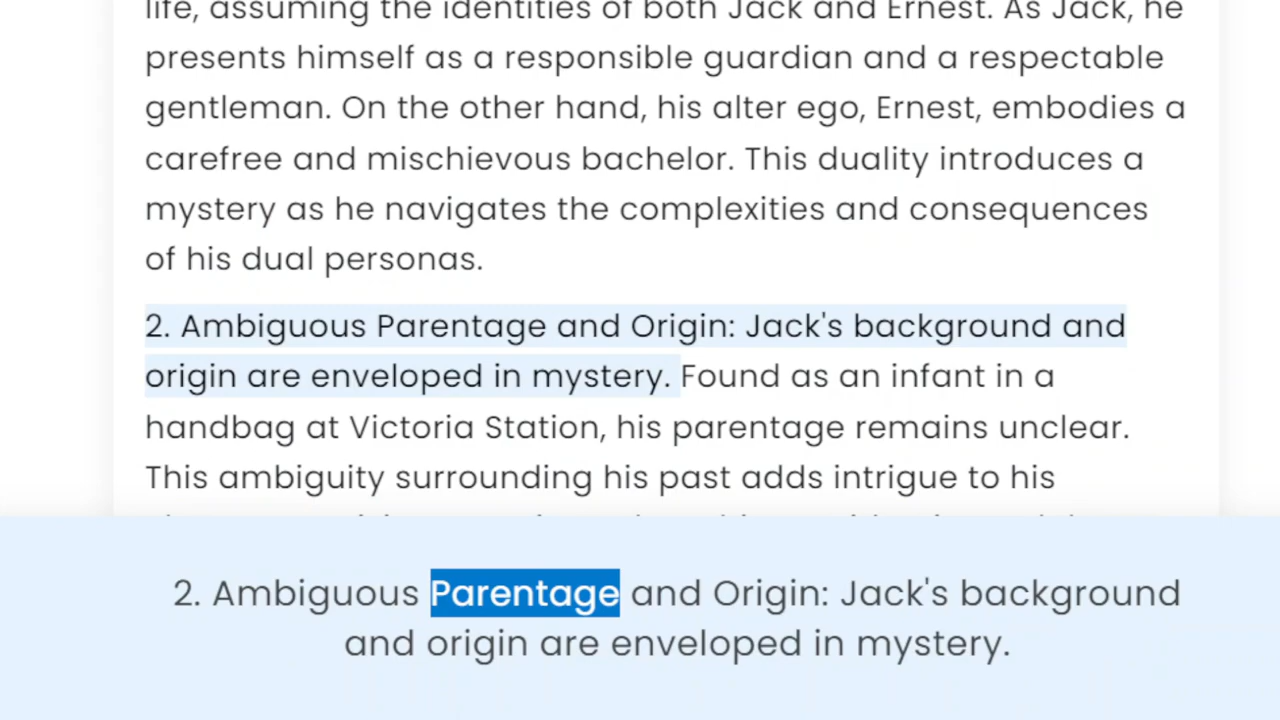 life, assuming the identities of both Jack and Ernest. As Jack, he
presents himself as a responsible guardian and a respectable
gentleman. On the other hand, his alter ego, Ernest, embodies a
carefree and mischievous bachelor. This duality introduces a
mystery as he navigates the complexities and consequences
of his dual personas.
2. Ambiguous Parentage and Origin: Jack's background and
origin are enveloped in mystery. Found as an infant in a
handbag at Victoria Station, his parentage remains unclear.
This ambiguity surrounding his past adds intrigue to his
2. Ambiguous Parentage and Origin: Jack's background
and origin are enveloped in mystery.